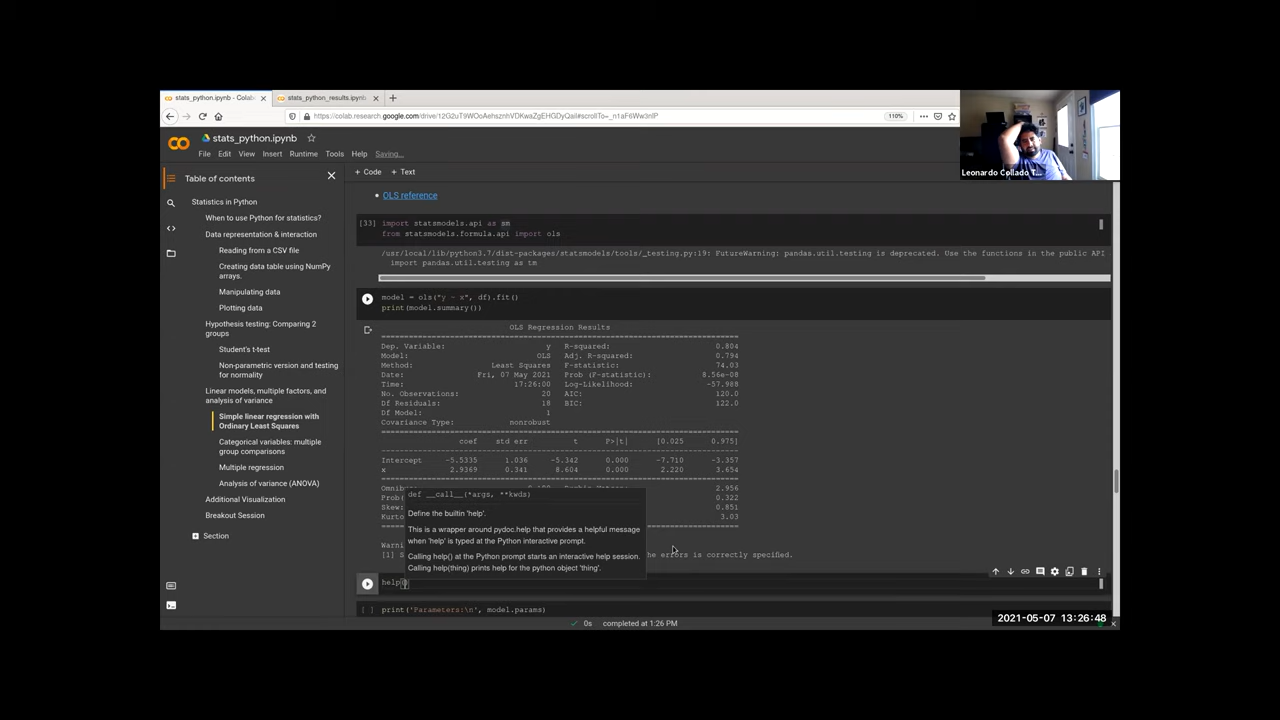 stats_python.ipynb - Colab
stats_python_results.ipynb
https://colab.research.google.com/drive/
110%
stats_python.ipynb
File Edit View Insert Runtime Tools Help Saving...
Leonardo Collado T...
Table of contents
+ Code + Text
Statistics in Python
When to use Python for statistics?
Data representation & interaction
Reading from a CSV file
Creating data table using NumPy
arrays.
Manipulating data
Plotting data
Hypothesis testing: Comparing 2
groups
Student's t-test
Non-parametric version and testing
for normality
Linear models, multiple factors, and
analysis of variance
Simple linear regression with
Ordinary Least Squares
Categorical variables: multiple
group comparisons
Multiple regression
Analysis of variance (ANOVA)
Additional Visualization
Breakout Session
Section
OLS reference
[33] import statsmodels.api as sm
from statsmodels.formula.api import ols
/usr/local/lib/python3.7/dist-packages/statsmodels/tools/_testing.py:19: FutureWarning: pandas.util.testing is deprecated. Use the functions in the public API
import pandas.util.testing as tm
model = ols("y ~ x", df).fit()
print(model.summary())
OLS Regression Results
Dep. Variable: y R-squared: 0.804
Model: OLS Adj. R-squared: 0.794
Method: Least Squares F-statistic: 74.03
Date: Fri, 07 May 2021 Prob (F-statistic): 8.56e-08
Time: 17:26:00 Log-Likelihood: -57.988
No. Observations: 20 AIC: 120.0
Df Residuals: 18 BIC: 122.0
Df Model: 1
Covariance Type: nonrobust
coef std err t P>|t| [0.025 0.975]
Intercept -5.5335 1.036 -5.342 0.000 -7.710 -3.357
x 2.9369 0.341 8.604 0.000 2.220 3.654
Omnib 2.956
Prob( 0.322
Skew: 0.851
Kurto 3.03
def __call__(*args, **kwds)
Define the builtin 'help'.
This is a wrapper around pydoc.help that provides a helpful message
when 'help' is typed at the Python interactive prompt.
Calling help() at the Python prompt starts an interactive help session.
Calling help(thing) prints help for the python object 'thing'.
Warni
[1] S he errors is correctly specified.
help()
[ ] print('Parameters:\n', model.params)
0s completed at 1:26 PM
2021-05-07 13:26:48